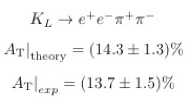 K_L → e⁺e⁻π⁺π⁻
A_T|_theory = (14.3 ± 1.3)%
A_T|_exp = (13.7 ± 1.5)%